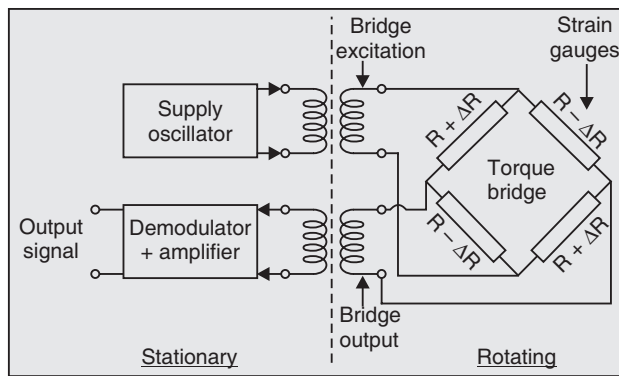 Bridge
excitation
Strain
gauges
Supply
oscillator
R + ΔR
R – ΔR
Torque
bridge
R – ΔR
R + ΔR
Output
signal
Demodulator
+ amplifier
Bridge
output
Stationary
Rotating